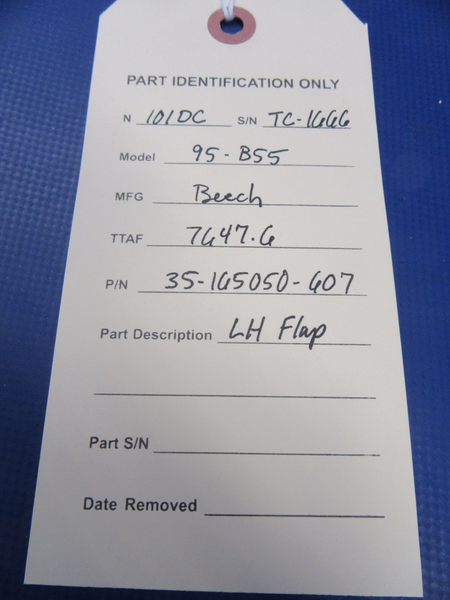 PART IDENTIFICATION ONLY
N 101DC S/N TC-1666
Model 95-B55
MFG Beech
TTAF 7647.6
P/N 35-165050-607
Part Description LH Flap
Part S/N
Date Removed